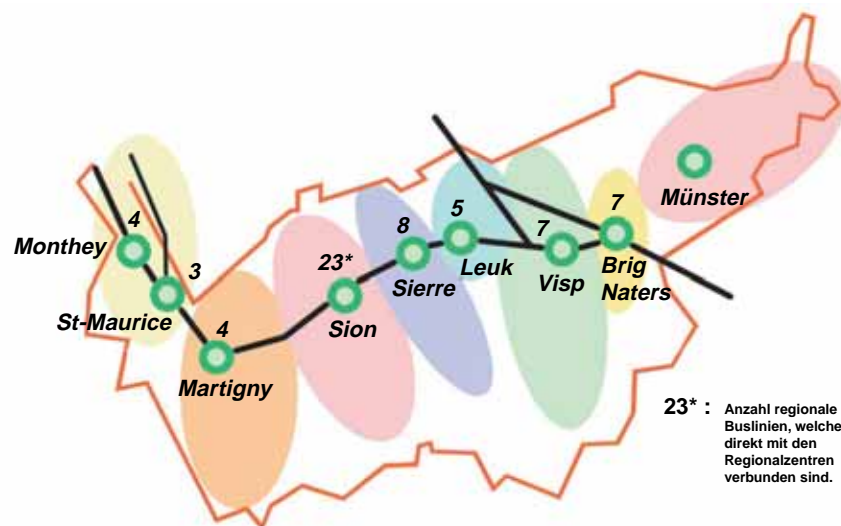 Münster
7
Brig
Naters
7
Visp
5
Leuk
8
Sierre
23*
Sion
4
Monthey
3
St-Maurice
4
Martigny
23* : Anzahl regionale
Buslinien, welche
direkt mit den
Regionalzentren
verbunden sind.